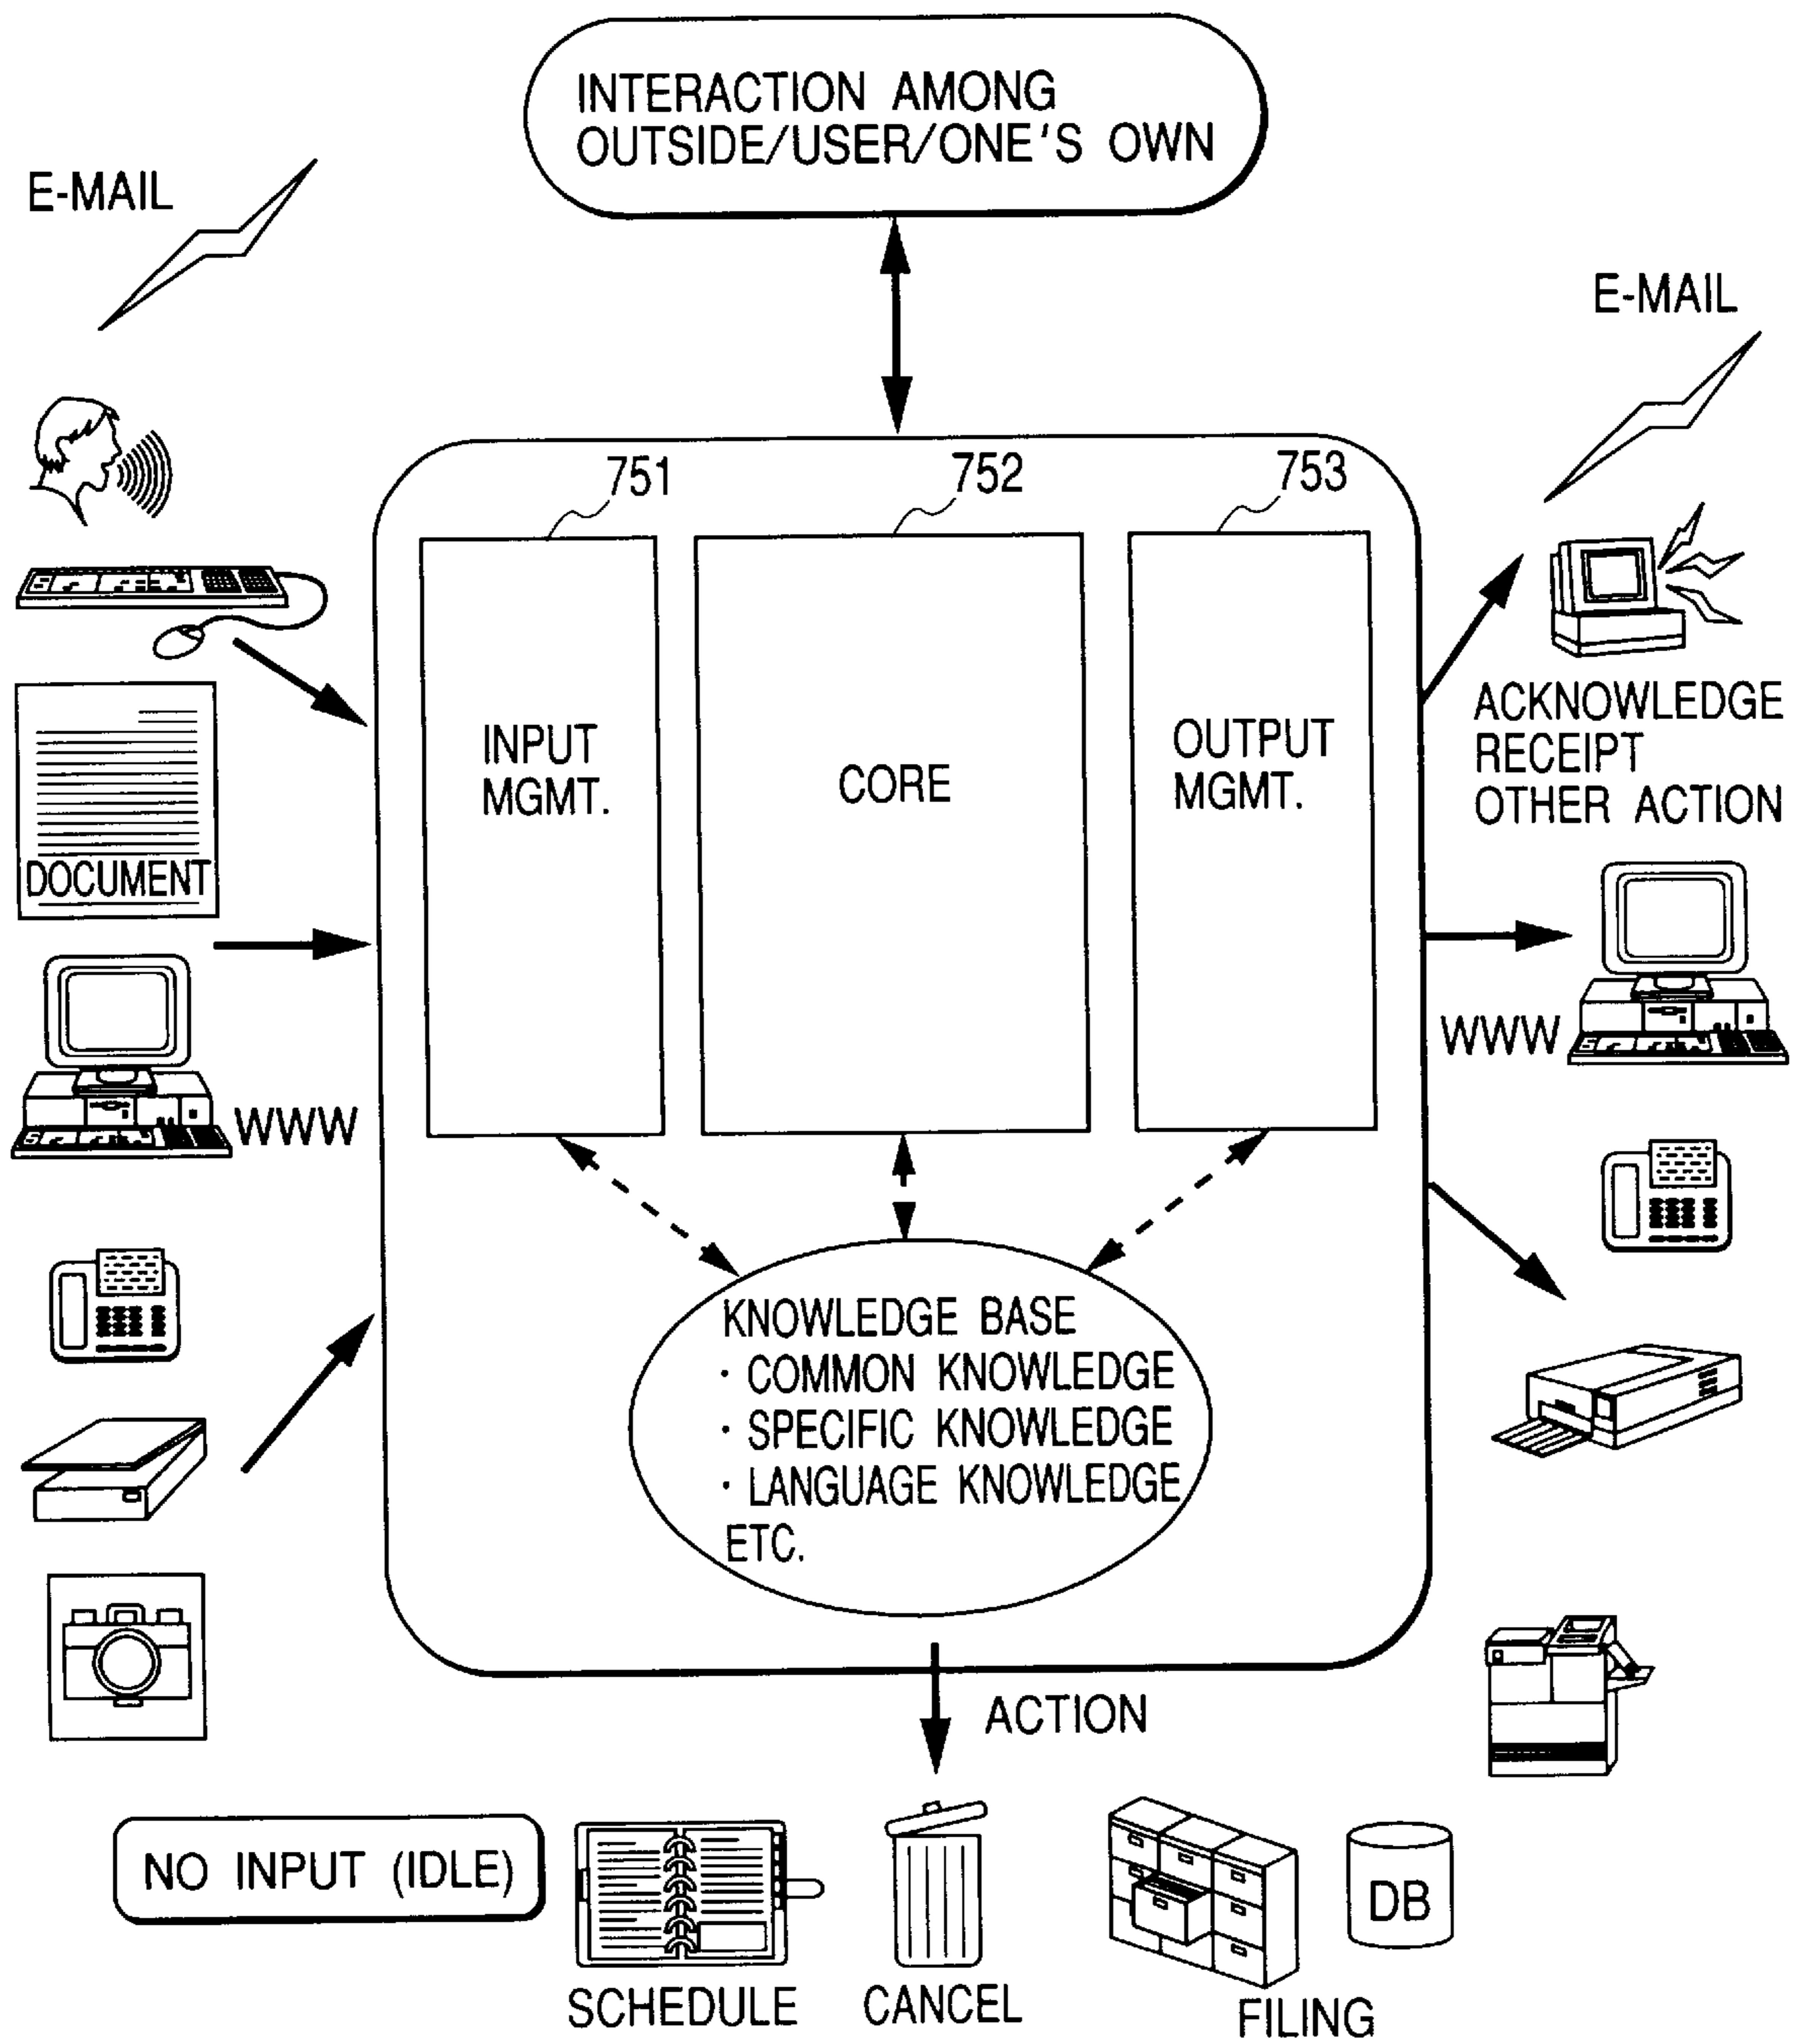 INTERACTION AMONG
OUTSIDE/USER/ONE'S OWN
E-MAIL
E-MAIL
751
752
753
INPUT
MGMT.
CORE
OUTPUT
MGMT.
ACKNOWLEDGE
RECEIPT
OTHER ACTION
DOCUMENT
WWW
WWW
KNOWLEDGE BASE
· COMMON KNOWLEDGE
· SPECIFIC KNOWLEDGE
· LANGUAGE KNOWLEDGE
ETC.
ACTION
NO INPUT (IDLE)
DB
SCHEDULE
CANCEL
FILING